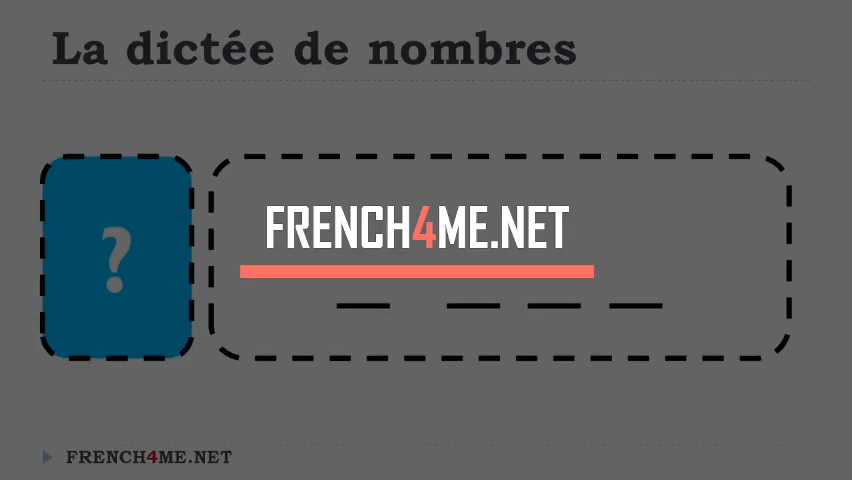 La dictée de nombres
?
FRENCH4ME.NET
FRENCH4ME.NET